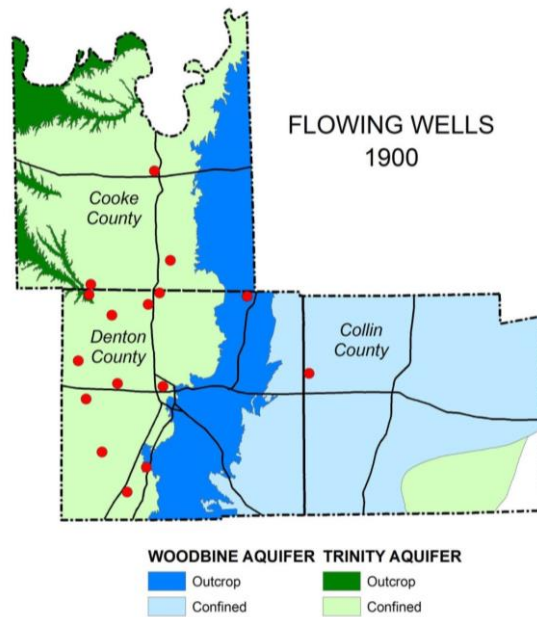 FLOWING WELLS
1900
Cooke
County
Denton
County
Collin
County
WOODBINE AQUIFER TRINITY AQUIFER
Outcrop Outcrop
Confined Confined